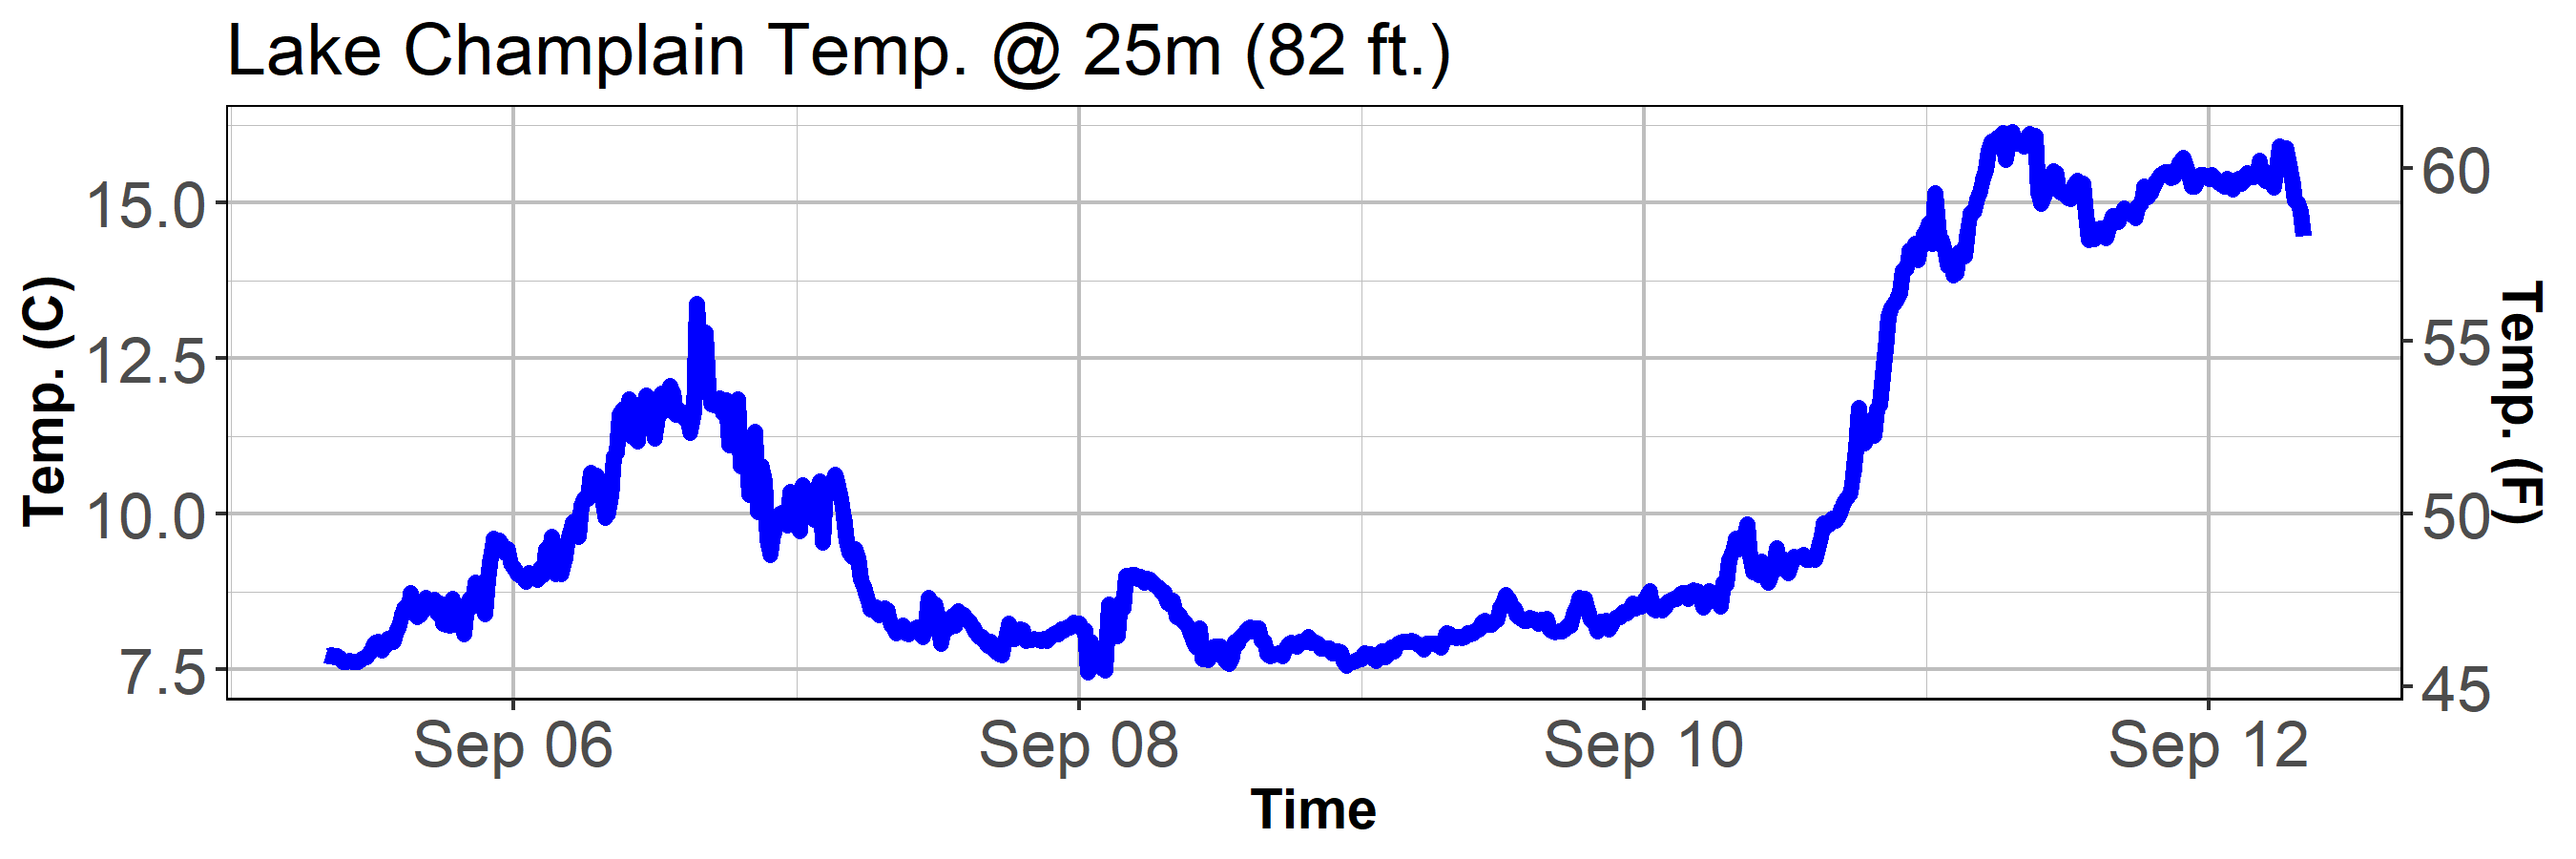 Lake Champlain Temp. @ 25m (82 ft.)
Temp. (C)
15.0
12.5
10.0
7.5
60
55
50
45
Temp. (F)
Sep 06
Sep 08
Sep 10
Sep 12
Time